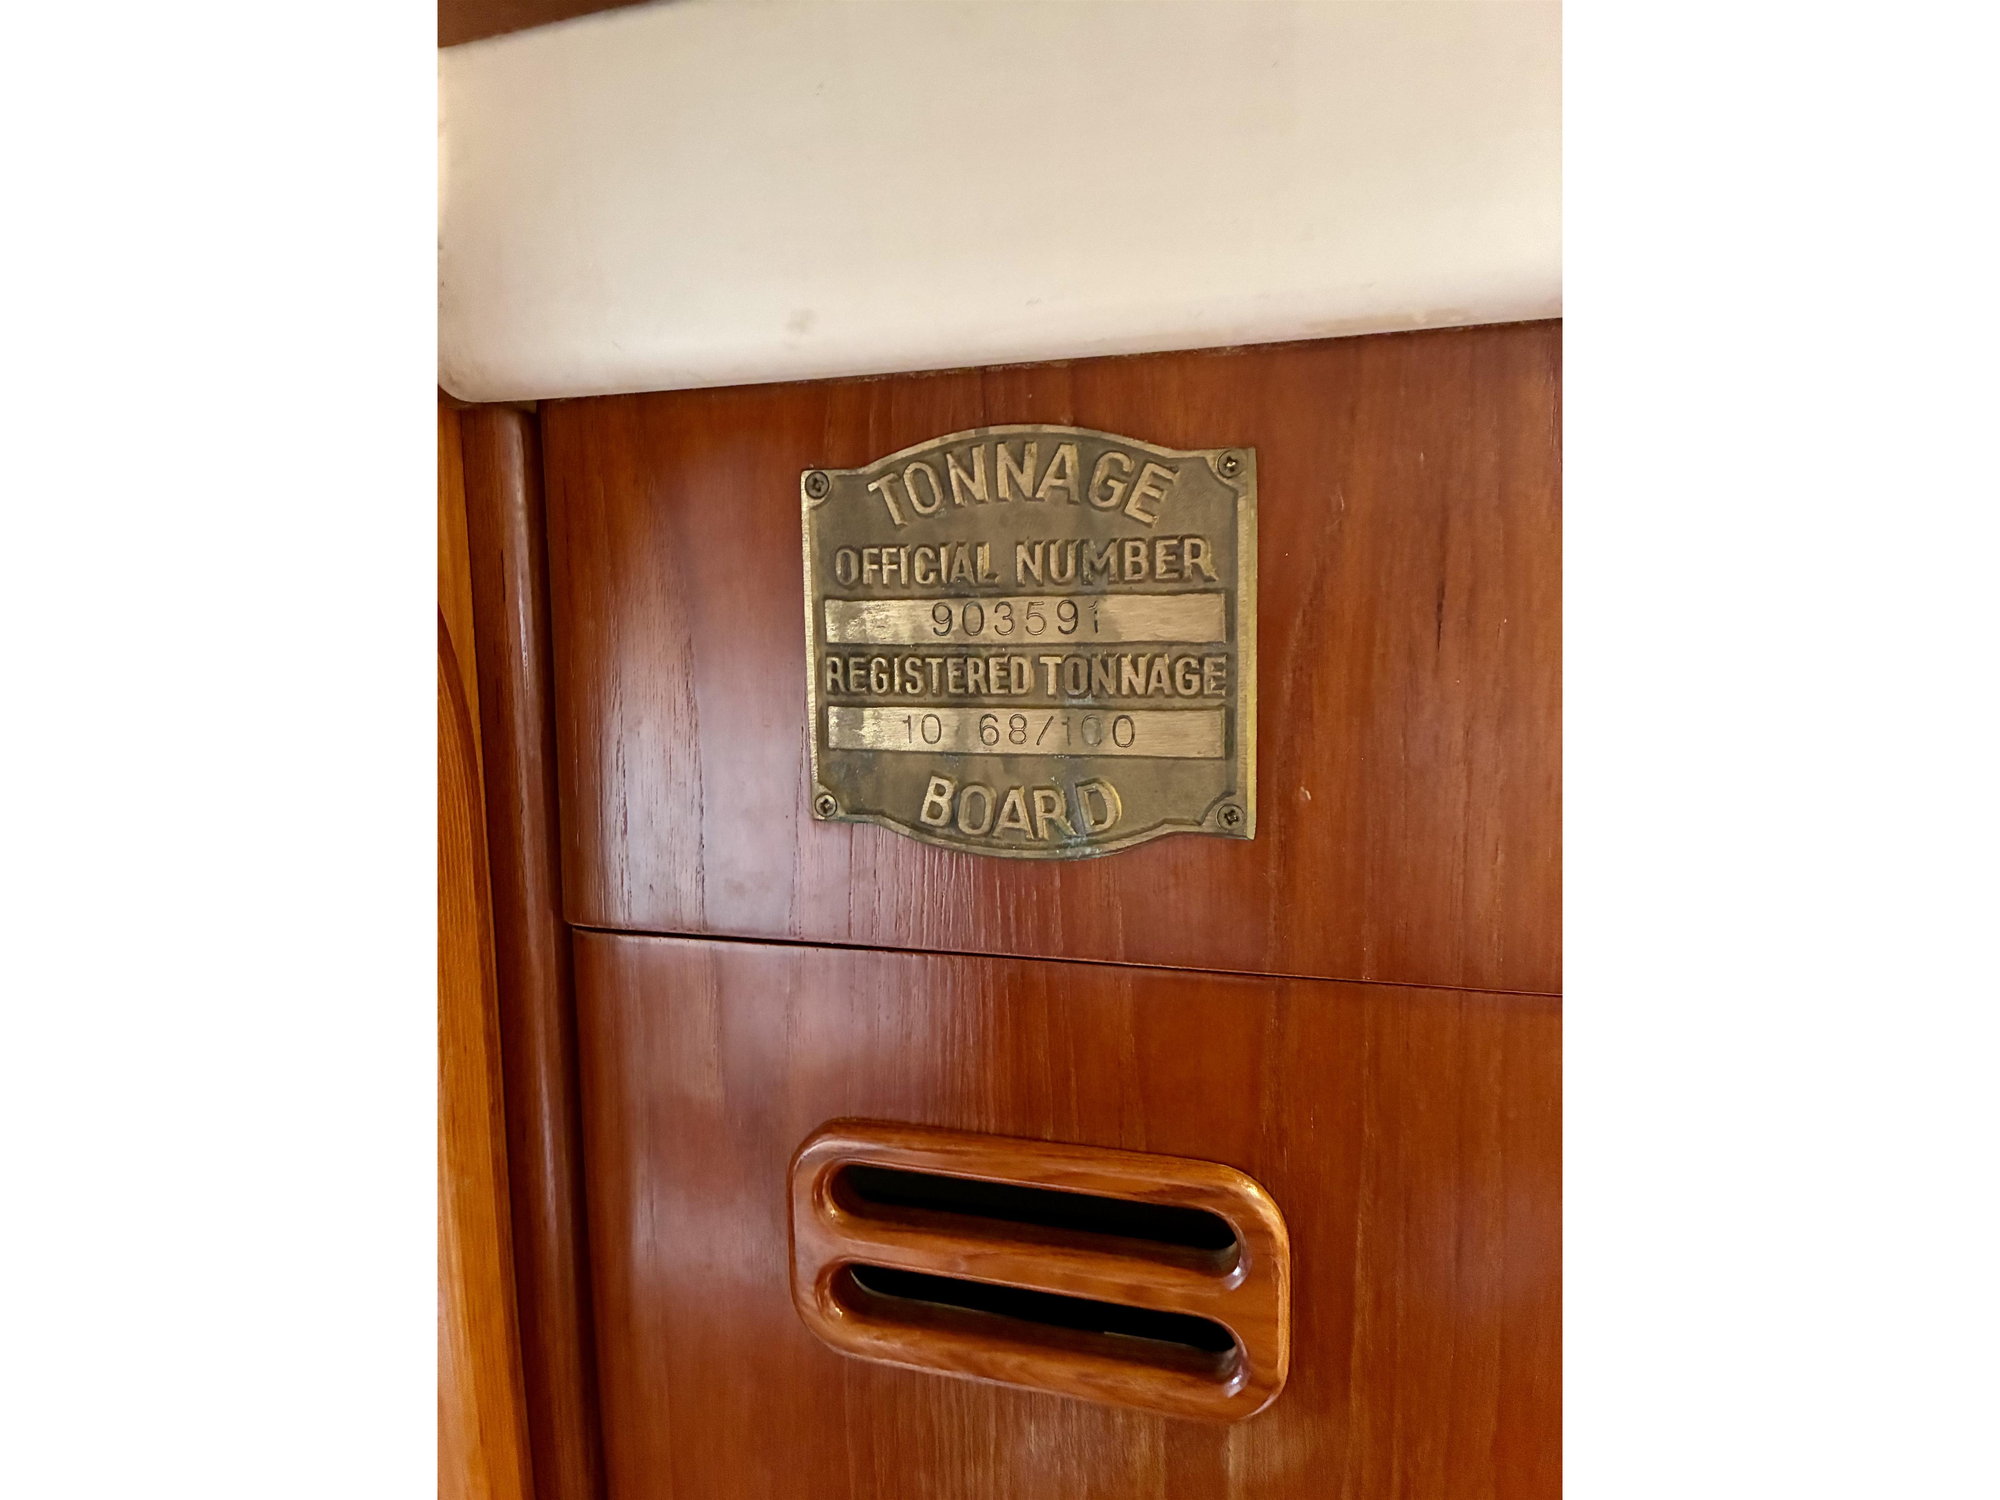 TONNAGE
OFFICIAL NUMBER
903591
REGISTERED TONNAGE
10 68/100
BOARD